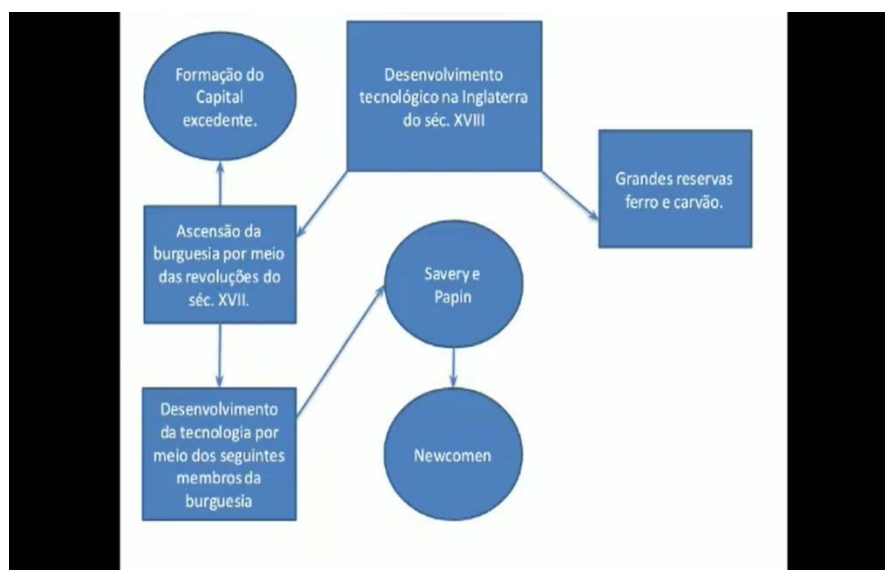 Formação do
Capital
excedente.
Desenvolvimento
tecnológico na Inglaterra
do séc. XVIII
Grandes reservas
ferro e carvão.
Ascensão da
burguesia por meio
das revoluções do
séc. XVII.
Savery e
Papin
Desenvolvimento
da tecnologia por
meio dos seguintes
membros da
burguesia
Newcomen